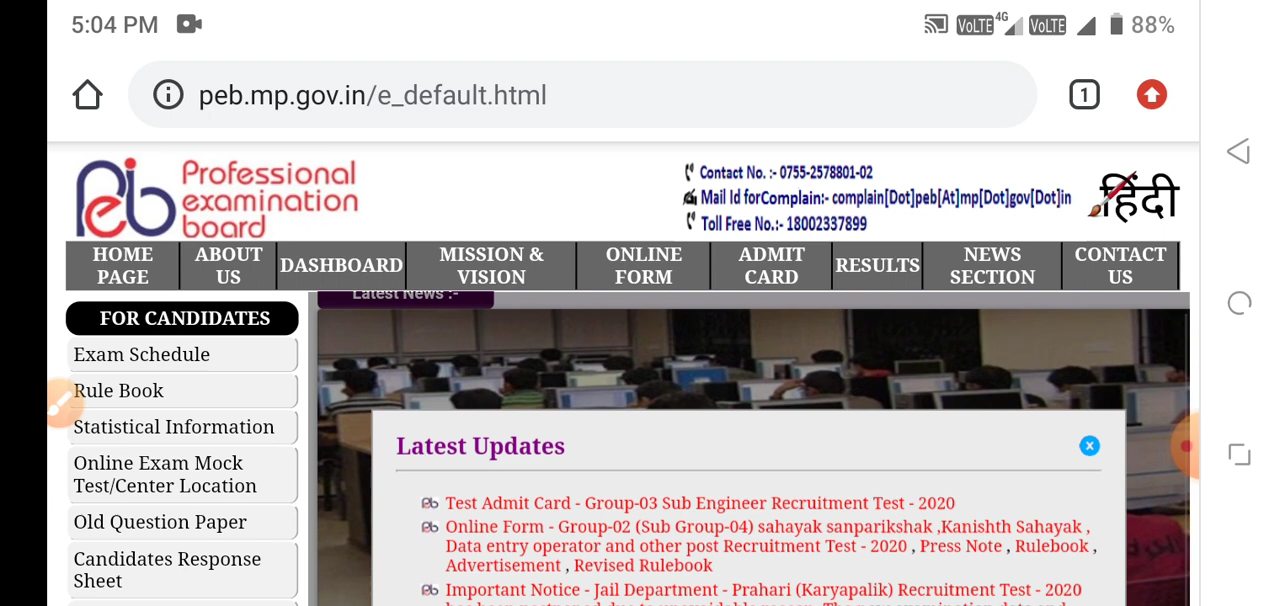 5:04 PM
VoLTE 4G VoLTE 88%
peb.mp.gov.in/e_default.html
1
Peb Professional
examination
board
Contact No. :- 0755-2578801-02
Mail Id forComplain:- complain[Dot]peb[At]mp[Dot]gov[Dot]in
Toll Free No.:- 18002337899
हिंदी
HOME PAGE
ABOUT US
DASHBOARD
MISSION & VISION
ONLINE FORM
ADMIT CARD
RESULTS
NEWS SECTION
CONTACT US
Latest News :-
FOR CANDIDATES
Exam Schedule
Rule Book
Statistical Information
Online Exam Mock
Test/Center Location
Old Question Paper
Candidates Response
Sheet
Latest Updates
Test Admit Card - Group-03 Sub Engineer Recruitment Test - 2020
Online Form - Group-02 (Sub Group-04) sahayak sanparikshak ,Kanishth Sahayak ,
Data entry operator and other post Recruitment Test - 2020 , Press Note , Rulebook ,
Advertisement , Revised Rulebook
Important Notice - Jail Department - Prahari (Karyapalik) Recruitment Test - 2020